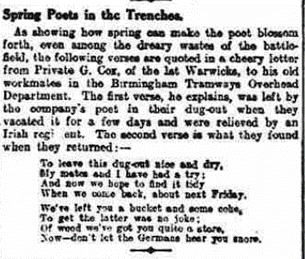 Spring Poets in the Trenches.
As showing how spring can make the poet blossom
forth, even among the dreary wastes of the battle-
field, the following verses are quoted in a cheery letter
from Private G. Cox, of the 1st Warwicks, to his
old workmates in the Birmingham Tramways Overhead
Department. The first verse, he explains, was left by
the company's poet in their dug-out when they
vacated it for a few days and were relieved by an
Irish regi ent. The second verse is what they found
when they returned:—
To leave this dug-out nice and dry,
My mates and I have had a try;
And now we hope to find it tidy
When we come back, about next Friday.
We've left you a bucket and some coke,
To get the latter was no joke;
Of wood we've got you quite a store,
Now—don't let the Germans hear you snore.